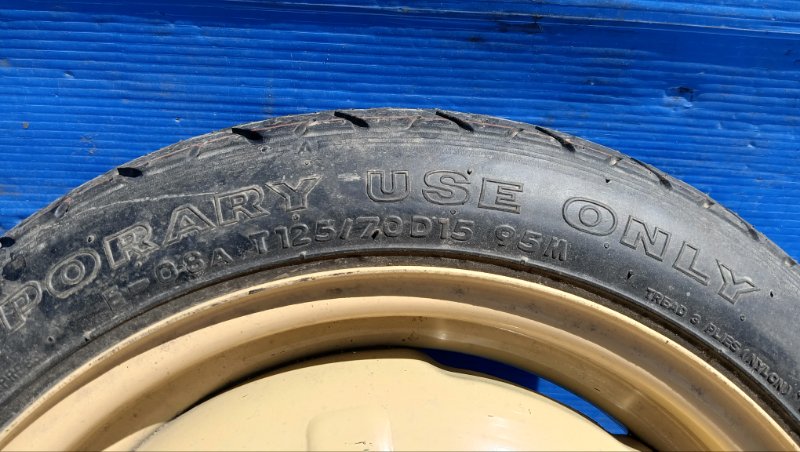 PORARY USE ONLY
F-08A T125/70D15 95M
TREAD 3 PLIES (NYLON)